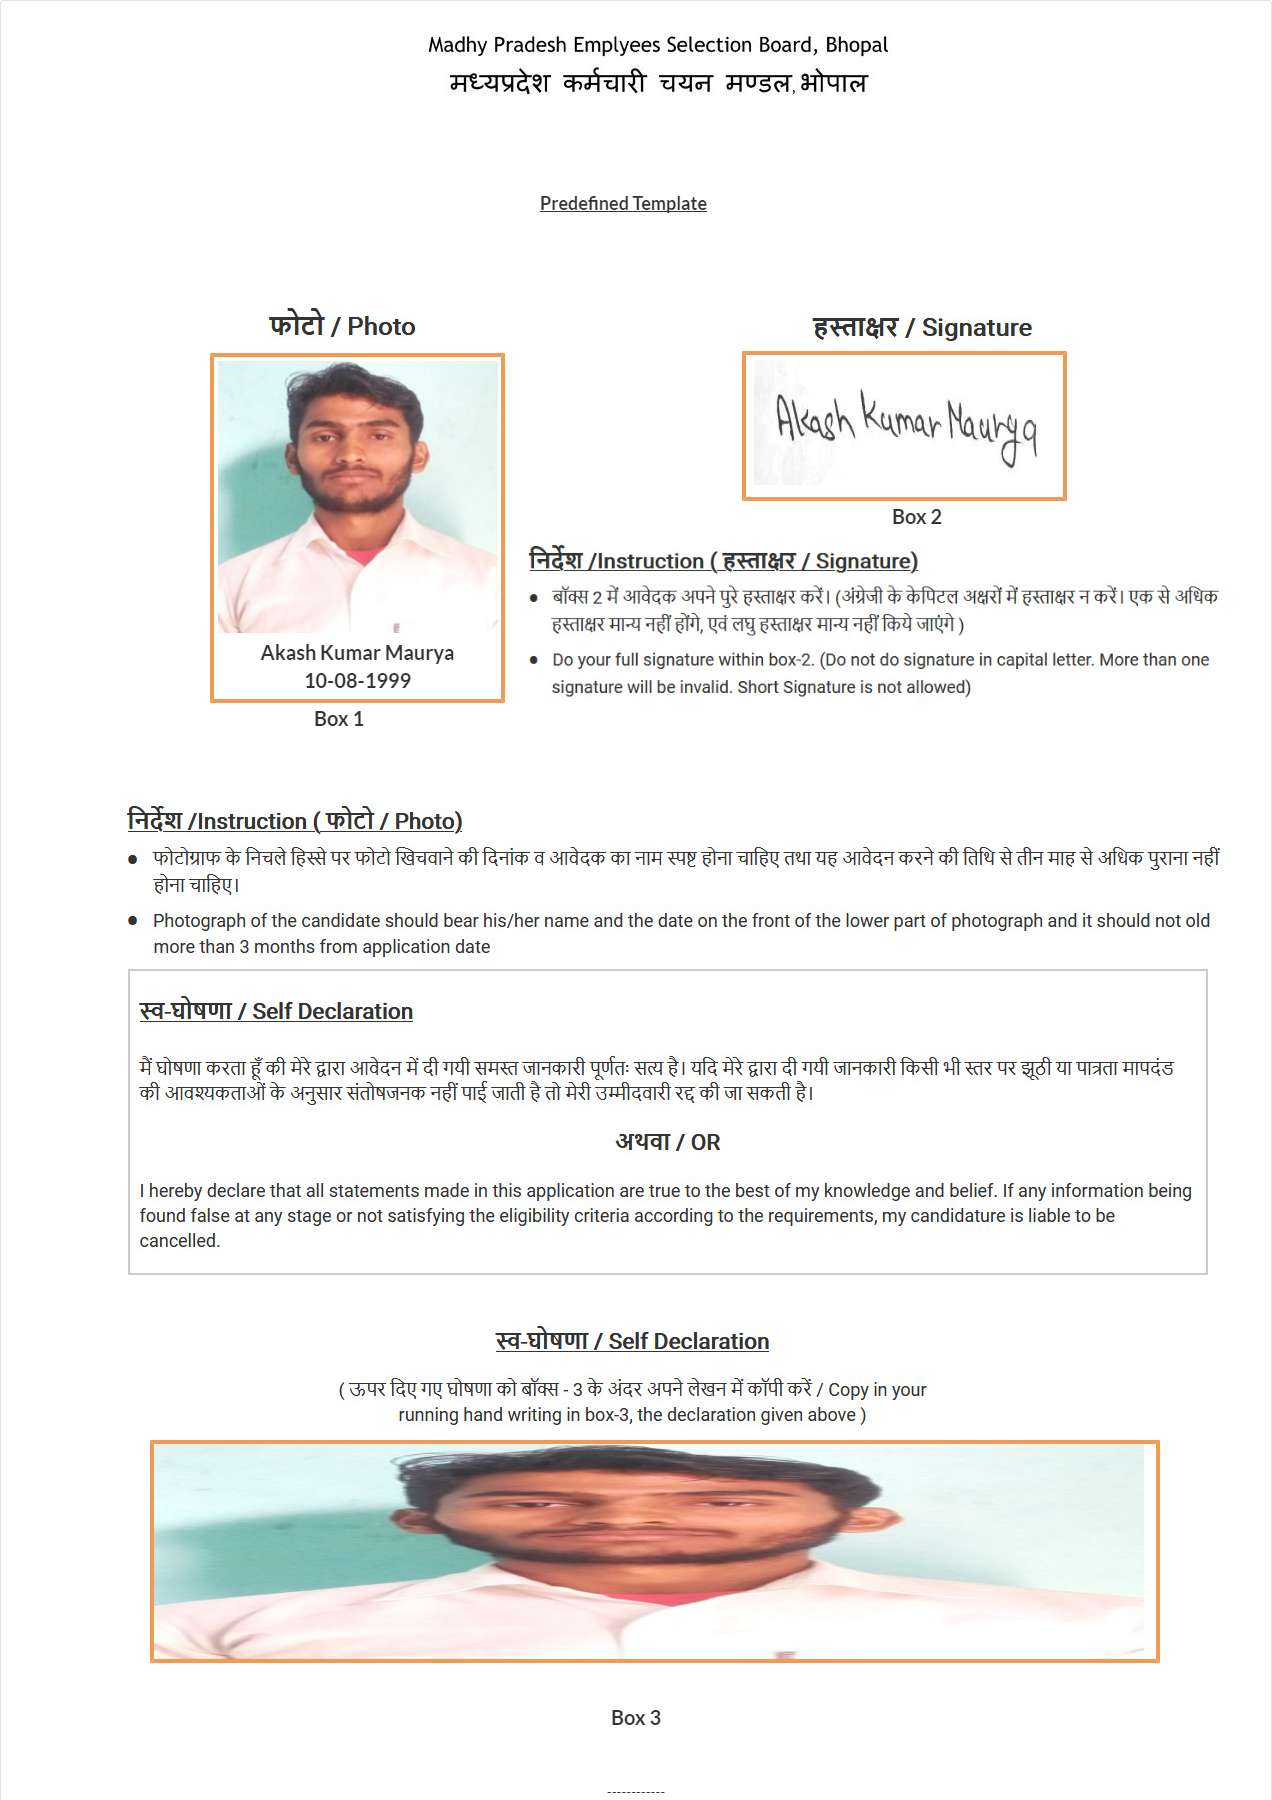 Madhy Pradesh Emplyees Selection Board, Bhopal
मध्यप्रदेश कर्मचारी चयन मण्डल, भोपाल
Predefined Template
फोटो / Photo
हस्ताक्षर / Signature
Akash Kumar Maurya
Box 2
निर्देश /Instruction ( हस्ताक्षर / Signature)
● बॉक्स 2 में आवेदक अपने पुरे हस्ताक्षर करें। (अंग्रेजी के केपिटल अक्षरों में हस्ताक्षर न करें। एक से अधिक
हस्ताक्षर मान्य नहीं होंगे, एवं लघु हस्ताक्षर मान्य नहीं किये जाएंगे )
● Do your full signature within box-2. (Do not do signature in capital letter. More than one
signature will be invalid. Short Signature is not allowed)
Akash Kumar Maurya
10-08-1999
Box 1
निर्देश /Instruction ( फोटो / Photo)
● फोटोग्राफ के निचले हिस्से पर फोटो खिचवाने की दिनांक व आवेदक का नाम स्पष्ट होना चाहिए तथा यह आवेदन करने की तिथि से तीन माह से अधिक पुराना नहीं
होना चाहिए।
● Photograph of the candidate should bear his/her name and the date on the front of the lower part of photograph and it should not old
more than 3 months from application date
स्व-घोषणा / Self Declaration
मैं घोषणा करता हूँ की मेरे द्वारा आवेदन में दी गयी समस्त जानकारी पूर्णतः सत्य है। यदि मेरे द्वारा दी गयी जानकारी किसी भी स्तर पर झूठी या पात्रता मापदंड
की आवश्यकताओं के अनुसार संतोषजनक नहीं पाई जाती है तो मेरी उम्मीदवारी रद्द की जा सकती है।
अथवा / OR
I hereby declare that all statements made in this application are true to the best of my knowledge and belief. If any information being
found false at any stage or not satisfying the eligibility criteria according to the requirements, my candidature is liable to be
cancelled.
स्व-घोषणा / Self Declaration
( ऊपर दिए गए घोषणा को बॉक्स - 3 के अंदर अपने लेखन में कॉपी करें / Copy in your
running hand writing in box-3, the declaration given above )
Box 3
------------